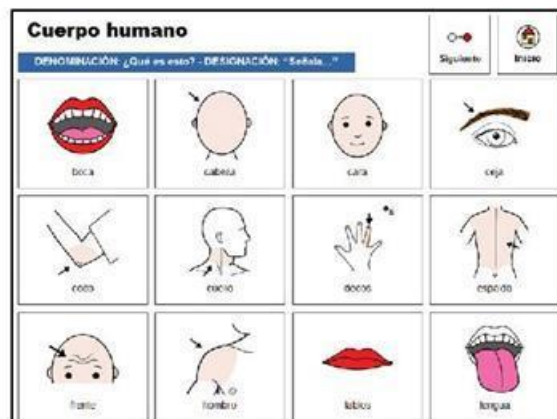 Cuerpo humano
DENOMINACIÓN: ¿Qué es esto? - DESIGNACIÓN: "Señala..."
Siguiente
Inicio
boca
cabeza
cara
ceja
codo
cuello
dedos
espalda
frente
hombro
labios
lengua